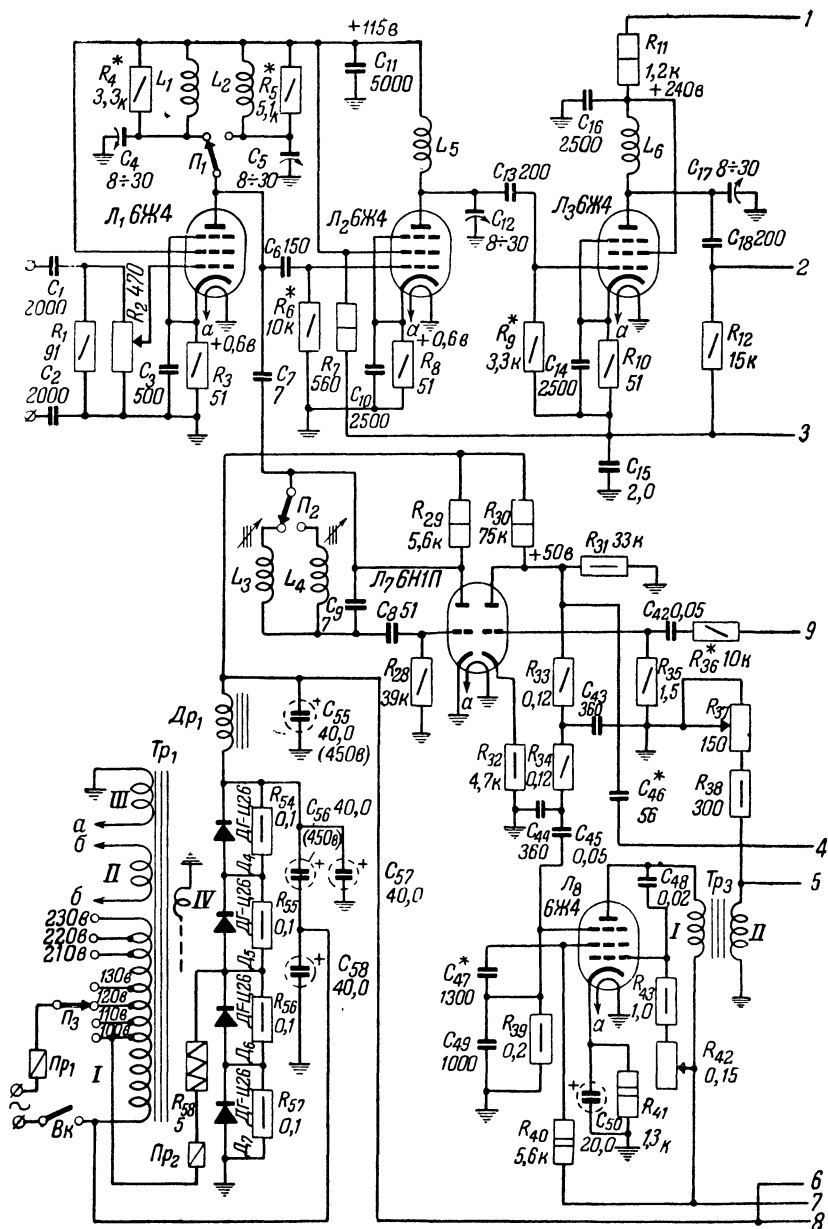 +115в
1
R4*
3,3к
L1
L2
R5*
5,1к
C11
5000
R11
1,2к
+240в
C4
8÷30
П1
C5
8÷30
L5
C16
2500
L6
C13 200
C17 8÷30
Л1 6Ж4
Л2 6Ж4
Л3 6Ж4
C12
8÷30
C18 200
C6 150
2
C1
2000
R1
91
C2
2000
R2 470
а
+0,6в
C3
500
R3
51
R6*
10к
R7
560
а
+0,6в
R8
51
C10
2500
R9*
3,3к
C14
2500
а
R10
51
R12
15к
C7
7
3
C15
2,0
П2
R29
5,6к
R30
75к
+50в
R31 33к
L3
L4
Л7 6Н1П
C9
7
C8 51
C42 0,05
9
R36* 10к
R28
39к
а
R33
0,12
C43
360
R35
1,5
R37
150
Др1
C55
40,0
(450в)
Тр1
R32
4,7к
R34
0,12
R38
300
C46*
56
III
а
б
II
б
IV
ДГ-Ц26
R54
0,1
C56 40,0
(450в)
Д4
C44
360
C45
0,05
4
C57
40,0
Л8
6Ж4
C48
0,02
Тр3
5
I
II
230в
220в
210в
130в
120в
110в
100в
ДГ-Ц26
R55
0,1
Д5
C58
40,0
C47*
1300
П3
ДГ-Ц26
R56
0,1
Д6
а
R43
1,0
C49
1000
R39
0,2
R42
0,15
Пр1
I
R58
5
ДГ-Ц26
R57
0,1
Д7
Вк
Пр2
C50
20,0
R41
1,3к
R40
5,6к
6
7
8